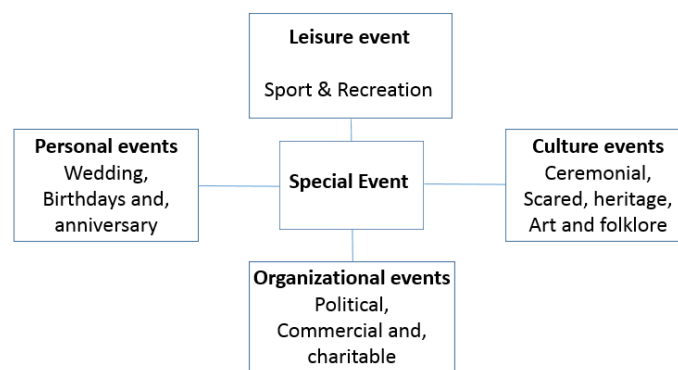 Leisure event
Sport & Recreation
Personal events
Wedding,
Birthdays and,
anniversary
Special Event
Culture events
Ceremonial,
Scared, heritage,
Art and folklore
Organizational events
Political,
Commercial and,
charitable